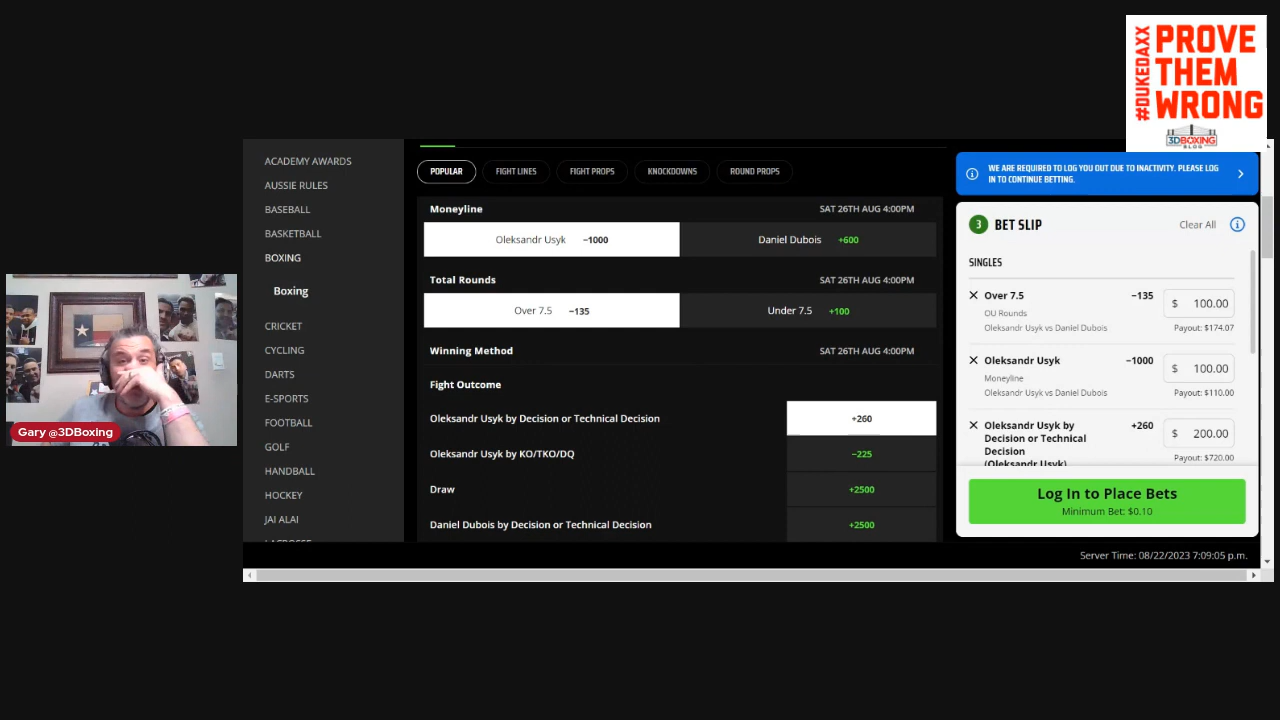 #DUKEDAXX
PROVE
THEM
WRONG
3DBOXING
BLOG
ACADEMY AWARDS
AUSSIE RULES
BASEBALL
BASKETBALL
BOXING
Boxing
CRICKET
CYCLING
DARTS
E-SPORTS
FOOTBALL
GOLF
HANDBALL
HOCKEY
JAI ALAI
LACROSSE
POPULAR
FIGHT LINES
FIGHT PROPS
KNOCKDOWNS
ROUND PROPS
Moneyline SAT 26TH AUG 4:00PM
Oleksandr Usyk −1000 Daniel Dubois +600
Total Rounds SAT 26TH AUG 4:00PM
Over 7.5 −135 Under 7.5 +100
Winning Method SAT 26TH AUG 4:00PM
Fight Outcome
Oleksandr Usyk by Decision or Technical Decision +260
Oleksandr Usyk by KO/TKO/DQ −225
Draw +2500
Daniel Dubois by Decision or Technical Decision +2500
WE ARE REQUIRED TO LOG YOU OUT DUE TO INACTIVITY. PLEASE LOG
IN TO CONTINUE BETTING.
3 BET SLIP Clear All
SINGLES
Over 7.5 −135 $ 100.00
OU Rounds
Oleksandr Usyk vs Daniel Dubois Payout: $174.07
Oleksandr Usyk −1000 $ 100.00
Moneyline
Oleksandr Usyk vs Daniel Dubois Payout: $110.00
Oleksandr Usyk by +260 $ 200.00
Decision or Technical
Decision
(Oleksandr Usyk) Payout: $720.00
Log In to Place Bets
Minimum Bet: $0.10
Server Time: 08/22/2023 7:09:05 p.m.
Gary @3DBoxing